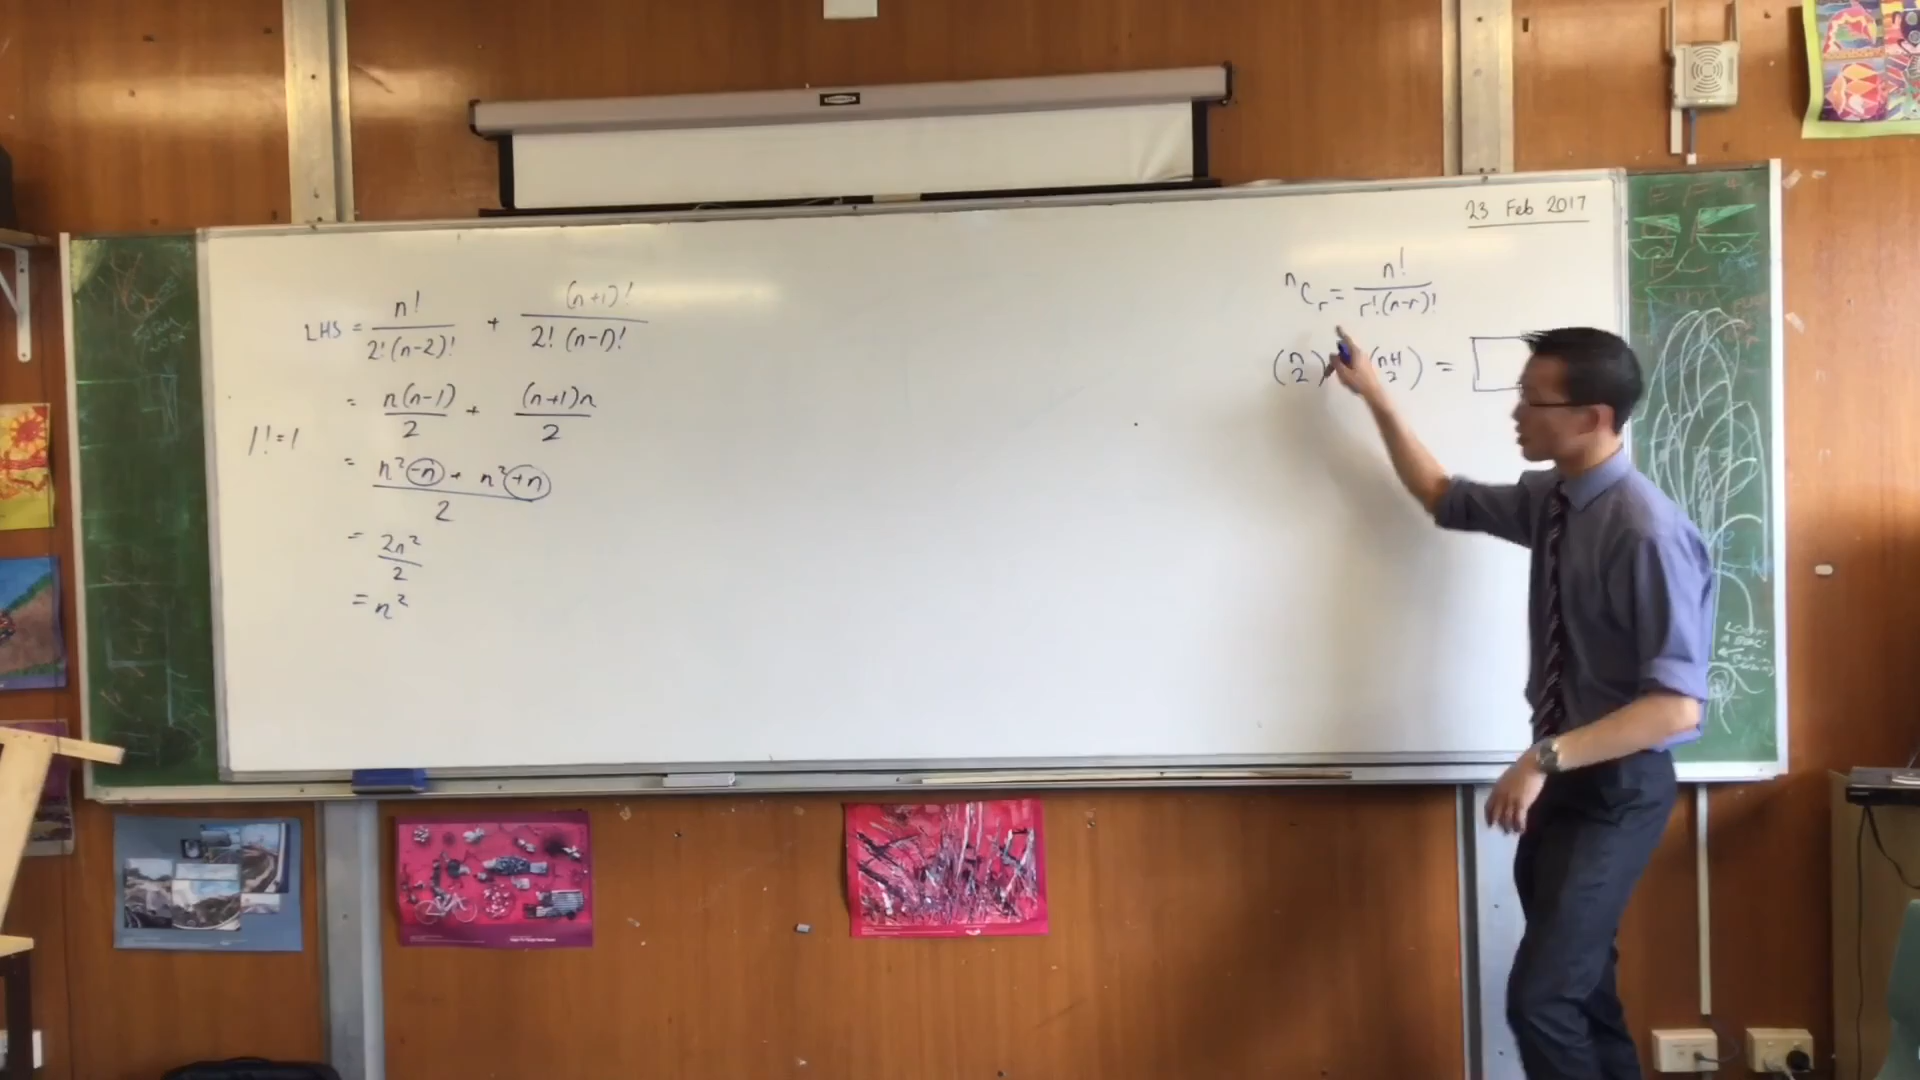 23 Feb 2017
LHS = n!/2!(n-2)! + (n+1)!/2!(n-1)!
= n(n-1)/2 + (n+1)n/2
1!=1
= n²-n + n²+n/2
= 2n²/2
= n²
ⁿCᵣ = n!/r!(n-r)!
(n 2) (n+1 2) =